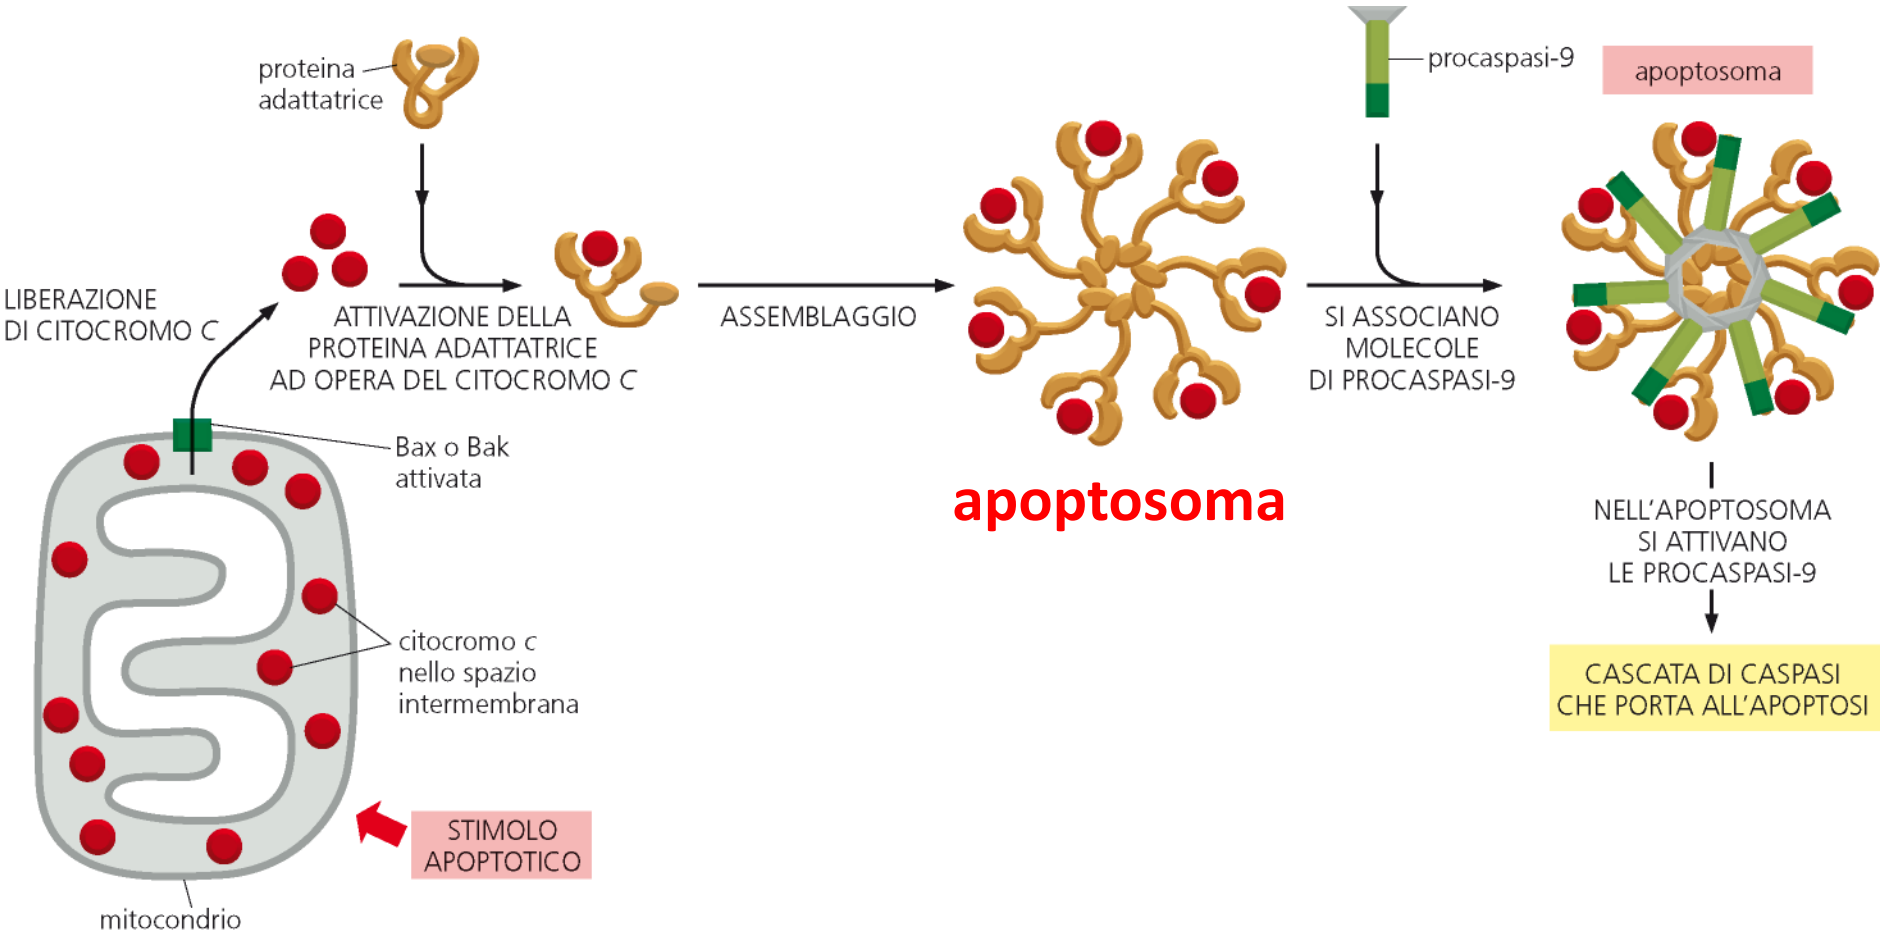 proteina
adattatrice
procaspasi-9
apoptosoma
LIBERAZIONE
DI CITOCROMO C
ATTIVAZIONE DELLA
PROTEINA ADATTATRICE
AD OPERA DEL CITOCROMO C
ASSEMBLAGGIO
SI ASSOCIANO
MOLECOLE
DI PROCASPASI-9
Bax o Bak
attivata
apoptosoma
NELL'APOPTOSOMA
SI ATTIVANO
LE PROCASPASI-9
citocromo c
nello spazio
intermembrana
CASCATA DI CASPASI
CHE PORTA ALL'APOPTOSI
STIMOLO
APOPTOTICO
mitocondrio